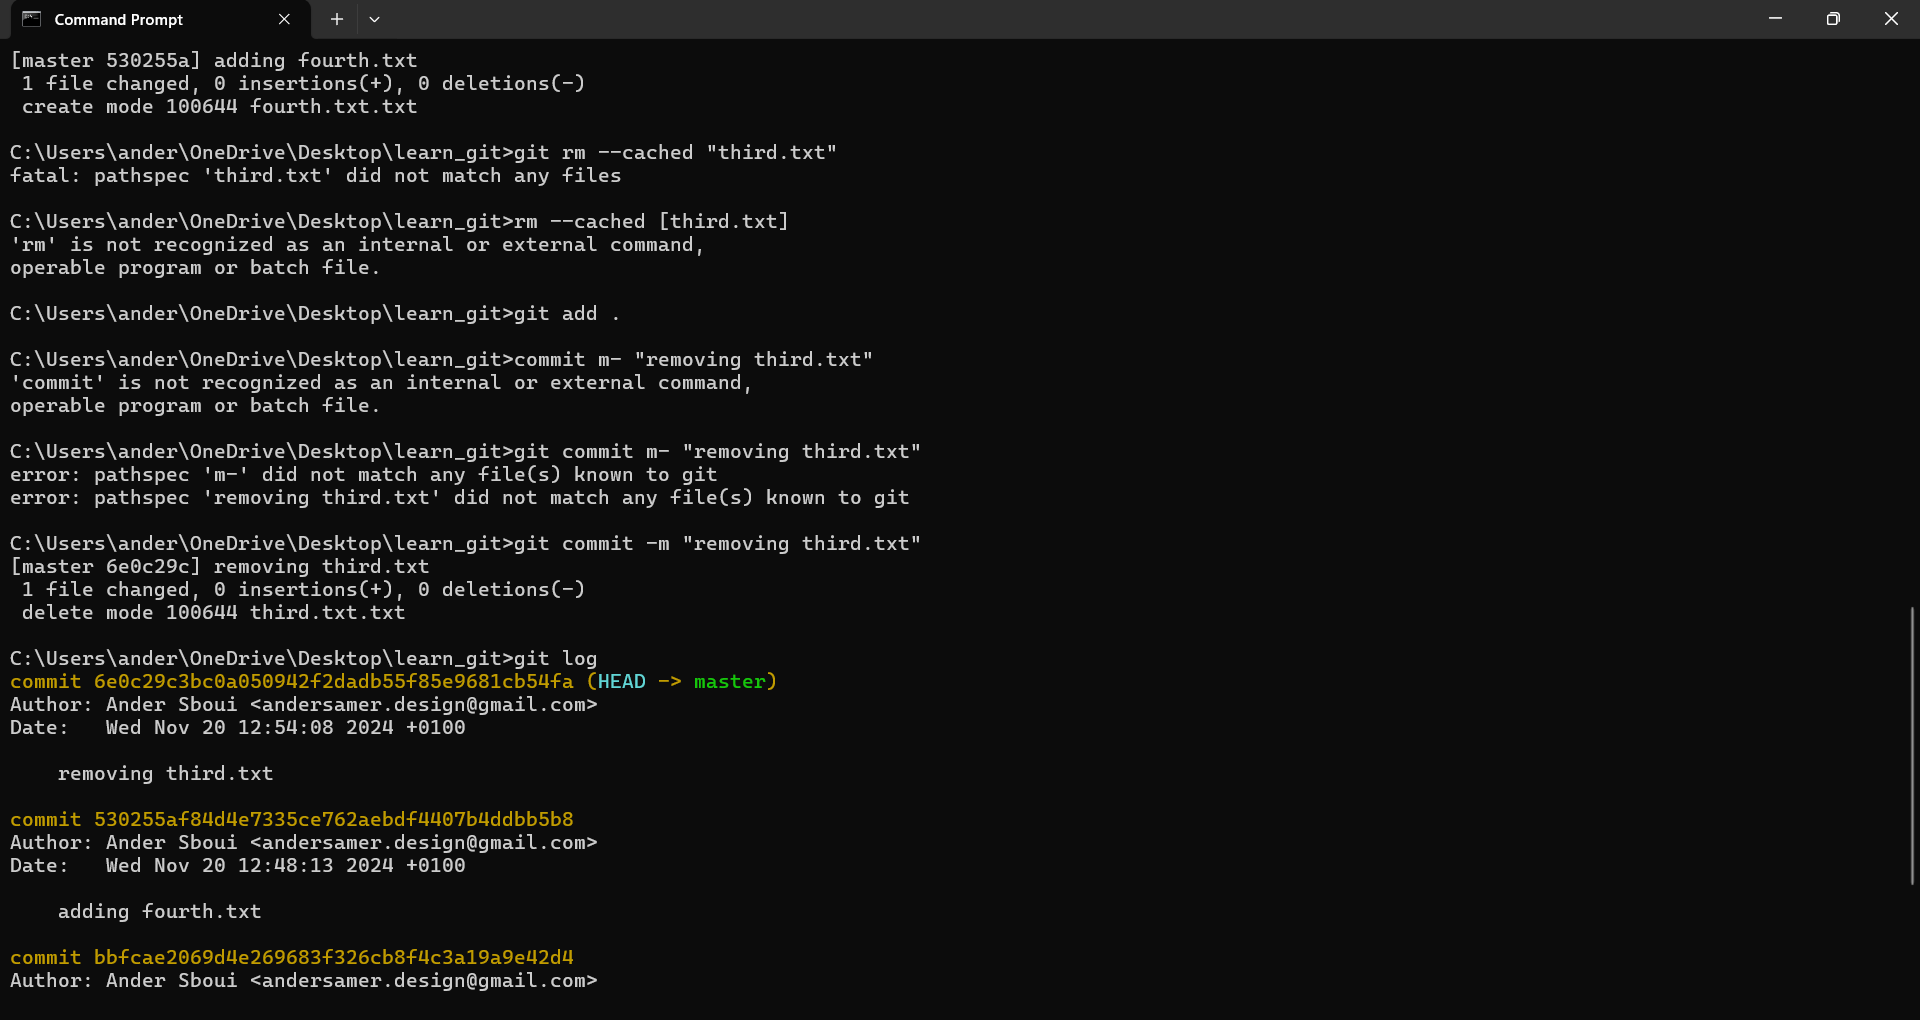 Command Prompt
[master 530255a] adding fourth.txt
 1 file changed, 0 insertions(+), 0 deletions(-)
 create mode 100644 fourth.txt.txt

C:\Users\ander\OneDrive\Desktop\learn_git>git rm --cached "third.txt"
fatal: pathspec 'third.txt' did not match any files

C:\Users\ander\OneDrive\Desktop\learn_git>rm --cached [third.txt]
'rm' is not recognized as an internal or external command,
operable program or batch file.

C:\Users\ander\OneDrive\Desktop\learn_git>git add .

C:\Users\ander\OneDrive\Desktop\learn_git>commit m- "removing third.txt"
'commit' is not recognized as an internal or external command,
operable program or batch file.

C:\Users\ander\OneDrive\Desktop\learn_git>git commit m- "removing third.txt"
error: pathspec 'm-' did not match any file(s) known to git
error: pathspec 'removing third.txt' did not match any file(s) known to git

C:\Users\ander\OneDrive\Desktop\learn_git>git commit -m "removing third.txt"
[master 6e0c29c] removing third.txt
 1 file changed, 0 insertions(+), 0 deletions(-)
 delete mode 100644 third.txt.txt

C:\Users\ander\OneDrive\Desktop\learn_git>git log
commit 6e0c29c3bc0a050942f2dadb55f85e9681cb54fa (HEAD -> master)
Author: Ander Sboui <andersamer.design@gmail.com>
Date:   Wed Nov 20 12:54:08 2024 +0100

    removing third.txt

commit 530255af84d4e7335ce762aebdf4407b4ddbb5b8
Author: Ander Sboui <andersamer.design@gmail.com>
Date:   Wed Nov 20 12:48:13 2024 +0100

    adding fourth.txt

commit bbfcae2069d4e269683f326cb8f4c3a19a9e42d4
Author: Ander Sboui <andersamer.design@gmail.com>